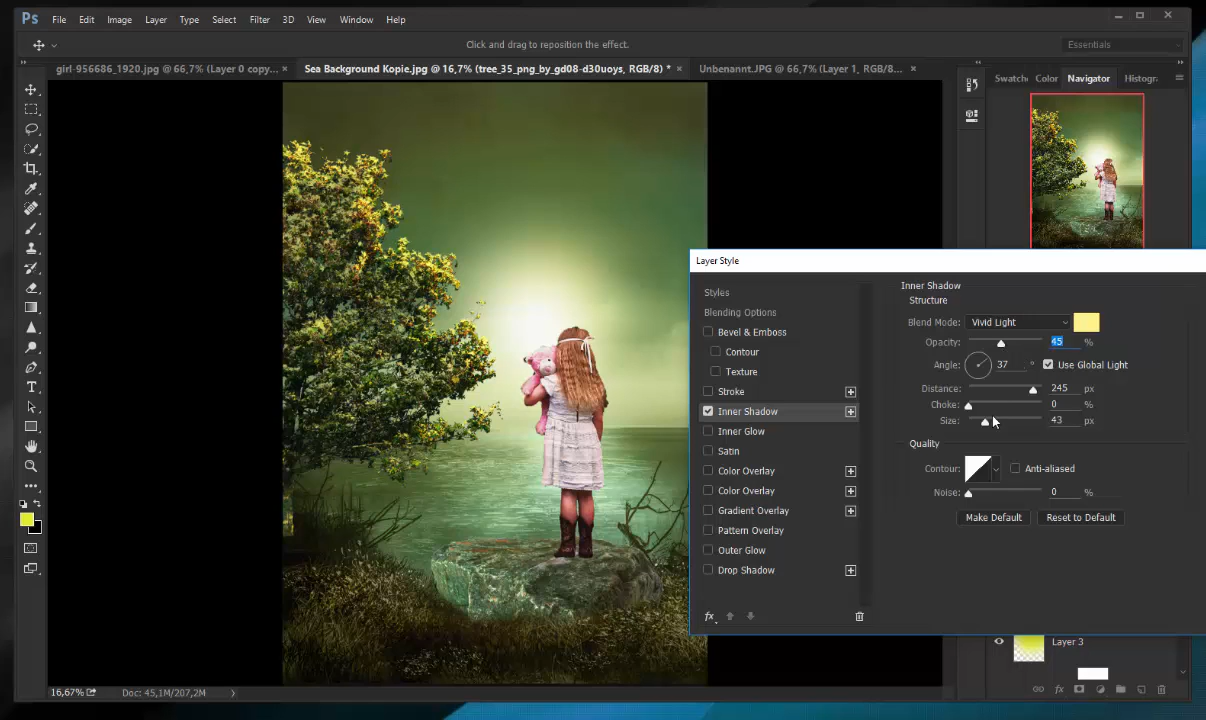 Ps File Edit Image Layer Type Select Filter 3D View Window Help
Click and drag to reposition the effect.
Essentials
girl-956686_1920.jpg @ 66,7% (Layer 0 copy... ×
Sea Background Kopie.jpg @ 16,7% (tree_35_png_by_gd08-d30uoys, RGB/8) * ×
Unbenannt.JPG @ 66,7% (Layer 1, RGB/8... ×
Swatch Color Navigator Histogr
Layer Style
Styles
Blending Options
Bevel & Emboss
Contour
Texture
Stroke
Inner Shadow
Inner Glow
Satin
Color Overlay
Color Overlay
Gradient Overlay
Pattern Overlay
Outer Glow
Drop Shadow
fx
Inner Shadow
Structure
Blend Mode: Vivid Light
Opacity: 45 %
Angle: 37 ° Use Global Light
Distance: 245 px
Choke: 0 %
Size: 43 px
Quality
Contour: Anti-aliased
Noise: 0 %
Make Default Reset to Default
Layer 3
fx
16,67% Doc: 45,1M/207,2M